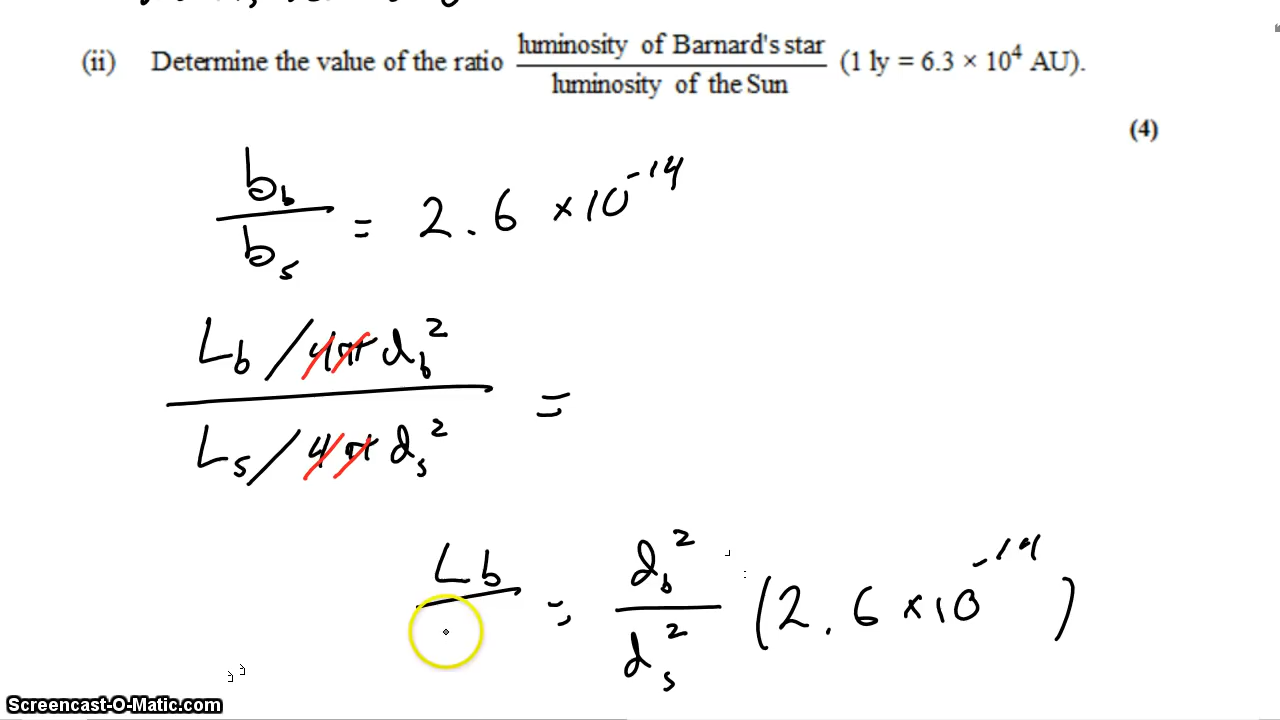 (ii) Determine the value of the ratio luminosity of Barnard's star / luminosity of the Sun (1 ly = 6.3 × 10⁴ AU).
(4)
b_b / b_s = 2.6 × 10⁻¹⁴
L_b / 4π d_b²
L_s / 4π d_s²
=
L_b = d_b² / d_s² (2.6 × 10⁻¹⁴)
Screencast-O-Matic.com